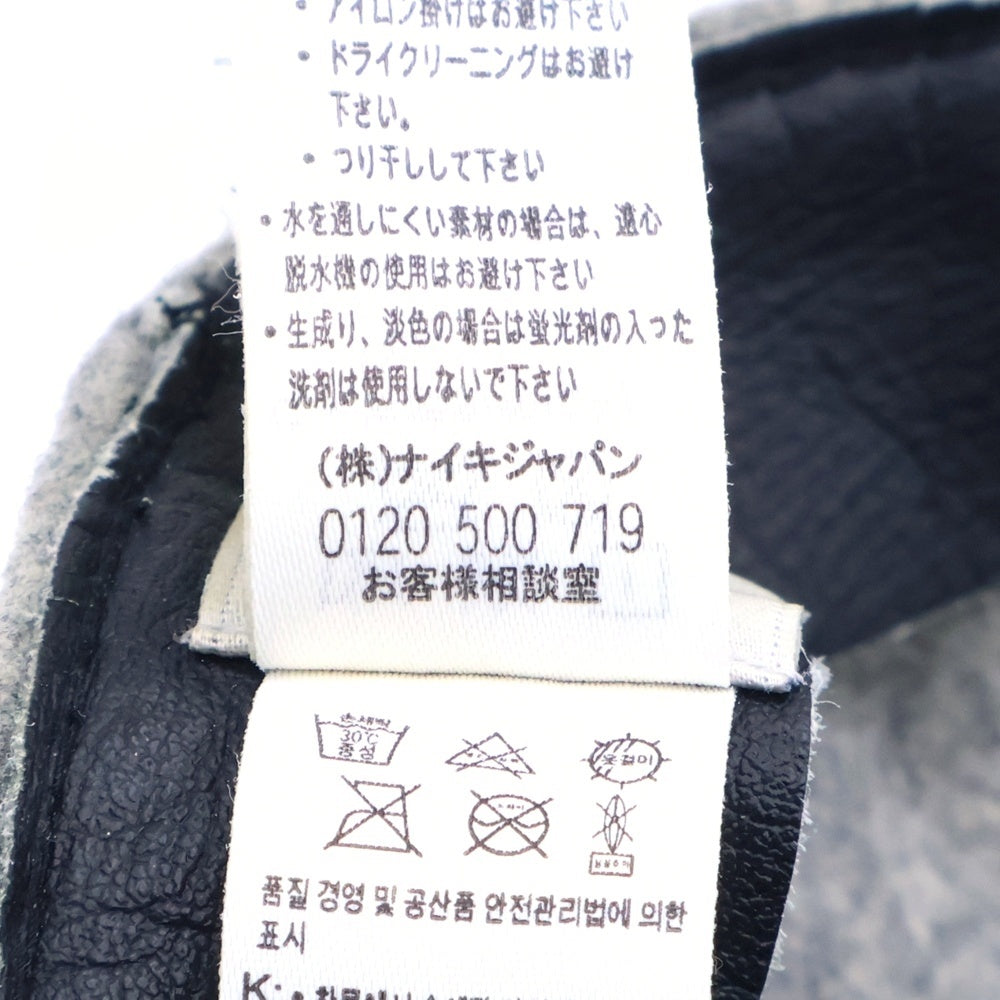 • アイロン掛けはお避け下さい
• ドライクリーニングはお避け
下さい。
• つり干しして下さい
• 水を通しにくい素材の場合は、遠心
脱水機の使用はお避け下さい
• 生成り、淡色の場合は蛍光剤の入った
洗剤は使用しないで下さい
(株)ナイキジャパン
0120 500 719
お客様相談室
손세탁
30℃
중성
옷걸이
품질 경영 및 공산품 안전관리법에 의한
표시
K: